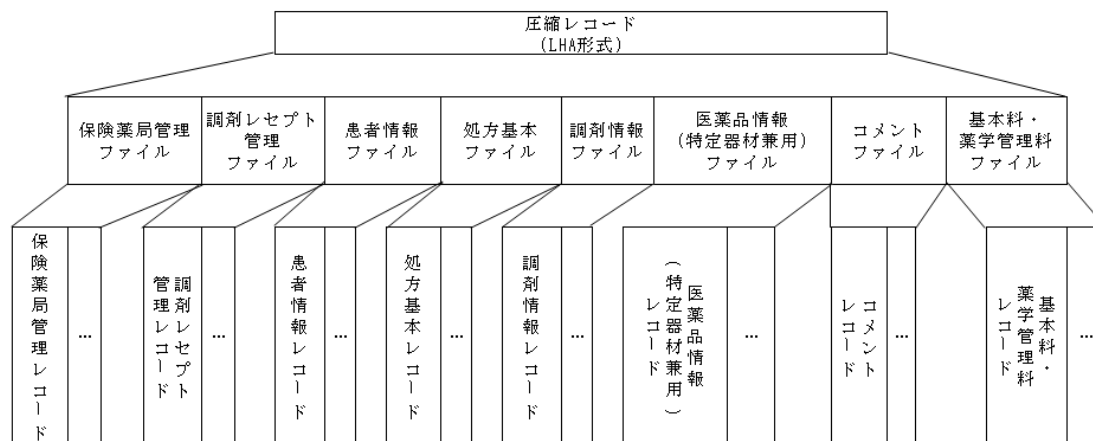 圧縮レコード
(LHA形式)
保険薬局管理
ファイル
調剤レセプト
管理
ファイル
患者情報
ファイル
処方基本
ファイル
調剤情報
ファイル
医薬品情報
(特定器材兼用)
ファイル
コメント
ファイル
基本料・
薬学管理料
ファイル
保険薬局管理レコード
…
調剤レセプト
管理レコード
…
患者情報レコード
…
処方基本レコード
…
調剤情報レコード
…
医薬品情報
(特定器材兼用)
レコード
…
コメント
レコード
…
基本料・
薬学管理料
レコード
…